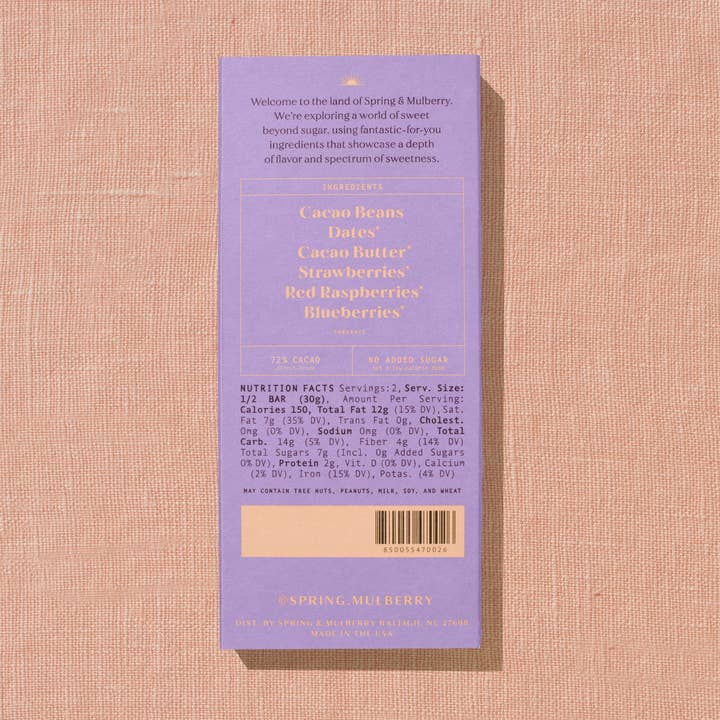 Welcome to the land of Spring & Mulberry.
We're exploring a world of sweet
beyond sugar, using fantastic-for-you
ingredients that showcase a depth
of flavor and spectrum of sweetness.
INGREDIENTS
Cacao Beans
Dates*
Cacao Butter*
Strawberries*
Red Raspberries*
Blueberries*
*ORGANIC
72% CACAO
NO ADDED SUGAR
Not a low calorie food
NUTRITION FACTS Servings:2, Serv. Size:
1/2 BAR (30g), Amount Per Serving:
Calories 150, Total Fat 12g (15% DV), Sat.
Fat 7g (35% DV), Trans Fat 0g, Cholest.
0mg (0% DV), Sodium 0mg (0% DV), Total
Carb. 14g (5% DV), Fiber 4g (14% DV)
Total Sugars 7g (Incl. 0g Added Sugars
0% DV), Protein 2g, Vit. D (0% DV), Calcium
(2% DV), Iron (15% DV), Potas. (4% DV)
MAY CONTAIN TREE NUTS, PEANUTS, MILK, SOY, AND WHEAT
850055470026
@SPRING.MULBERRY
DIST. BY SPRING & MULBERRY RALEIGH, NC 27608
MADE IN THE USA